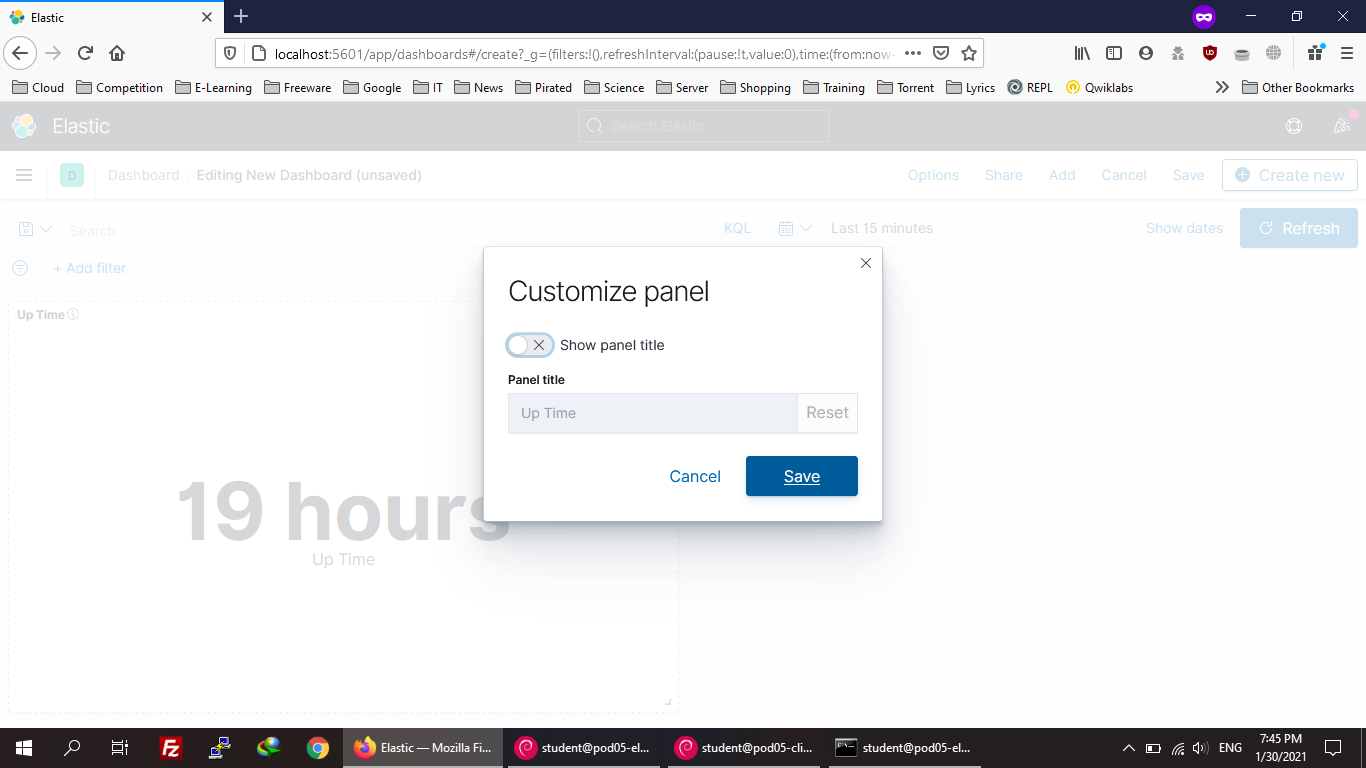 Elastic
localhost:5601/app/dashboards#/create?_g=(filters:!(),refreshInterval:(pause:!t,value:0),time:(from:now-
Cloud Competition E-Learning Freeware Google IT News Pirated Science Server Shopping Training Torrent Lyrics REPL Qwiklabs Other Bookmarks
Elastic Search Elastic
D Dashboard / Editing New Dashboard (unsaved) Options Share Add Cancel Save Create new
Search KQL Last 15 minutes Show dates Refresh
+ Add filter
Customize panel
Up Time
Show panel title
Panel title
Up Time Reset
Cancel Save
19 hours
Up Time
Elastic — Mozilla Fi... student@pod05-el... student@pod05-cli... student@pod05-el... ENG 7:45 PM
1/30/2021